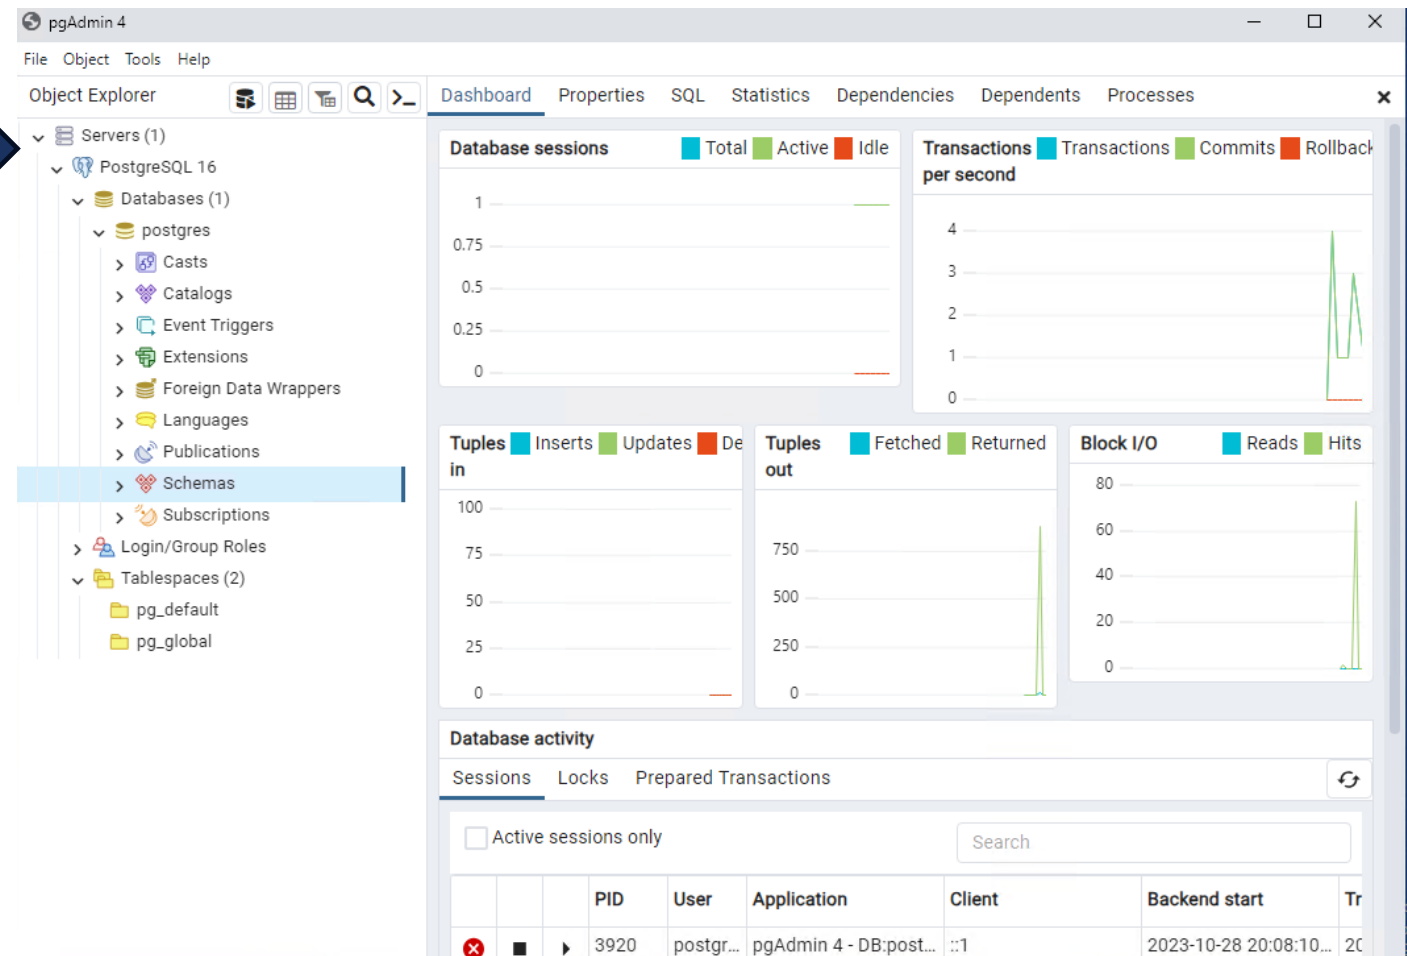 pgAdmin 4
File Object Tools Help
Object Explorer
Dashboard Properties SQL Statistics Dependencies Dependents Processes
Servers (1)
PostgreSQL 16
Databases (1)
postgres
Casts
Catalogs
Event Triggers
Extensions
Foreign Data Wrappers
Languages
Publications
Schemas
Subscriptions
Login/Group Roles
Tablespaces (2)
pg_default
pg_global
Database sessions Total Active Idle
1
0.75
0.5
0.25
0
Transactions Transactions Commits Rollback
per second
4
3
2
1
0
Tuples Inserts Updates De
in
100
75
50
25
0
Tuples Fetched Returned
out
750
500
250
0
Block I/O Reads Hits
80
60
40
20
0
Database activity
Sessions Locks Prepared Transactions
Active sessions only
Search
PID User Application Client Backend start Tr
3920 postgr... pgAdmin 4 - DB:post... ::1 2023-10-28 20:08:10... 20